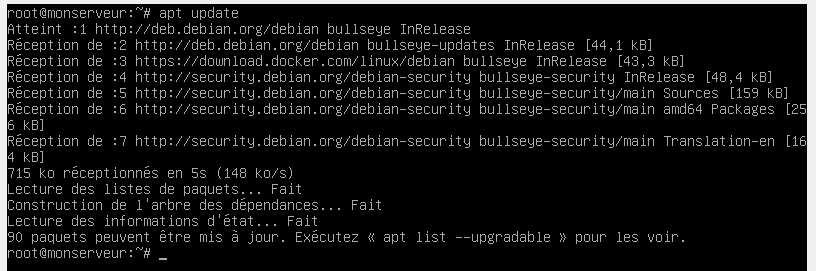 root@monserveur:~# apt update
Atteint :1 http://deb.debian.org/debian bullseye InRelease
Réception de :2 http://deb.debian.org/debian bullseye-updates InRelease [44,1 kB]
Réception de :3 https://download.docker.com/linux/debian bullseye InRelease [43,3 kB]
Réception de :4 http://security.debian.org/debian-security bullseye-security InRelease [48,4 kB]
Réception de :5 http://security.debian.org/debian-security bullseye-security/main Sources [159 kB]
Réception de :6 http://security.debian.org/debian-security bullseye-security/main amd64 Packages [25
6 kB]
Réception de :7 http://security.debian.org/debian-security bullseye-security/main Translation-en [16
4 kB]
715 ko réceptionnés en 5s (148 ko/s)
Lecture des listes de paquets... Fait
Construction de l'arbre des dépendances... Fait
Lecture des informations d'état... Fait
90 paquets peuvent être mis à jour. Exécutez « apt list --upgradable » pour les voir.
root@monserveur:~# _